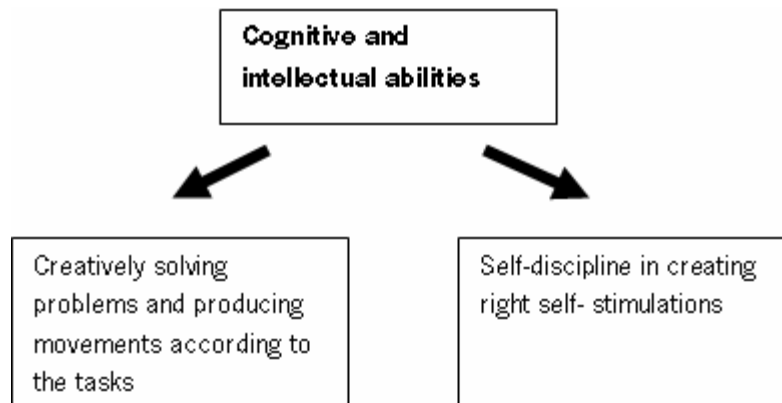 Cognitive and
intellectual abilities
Creatively solving
problems and producing
movements according to
the tasks
Self-discipline in creating
right self- stimulations